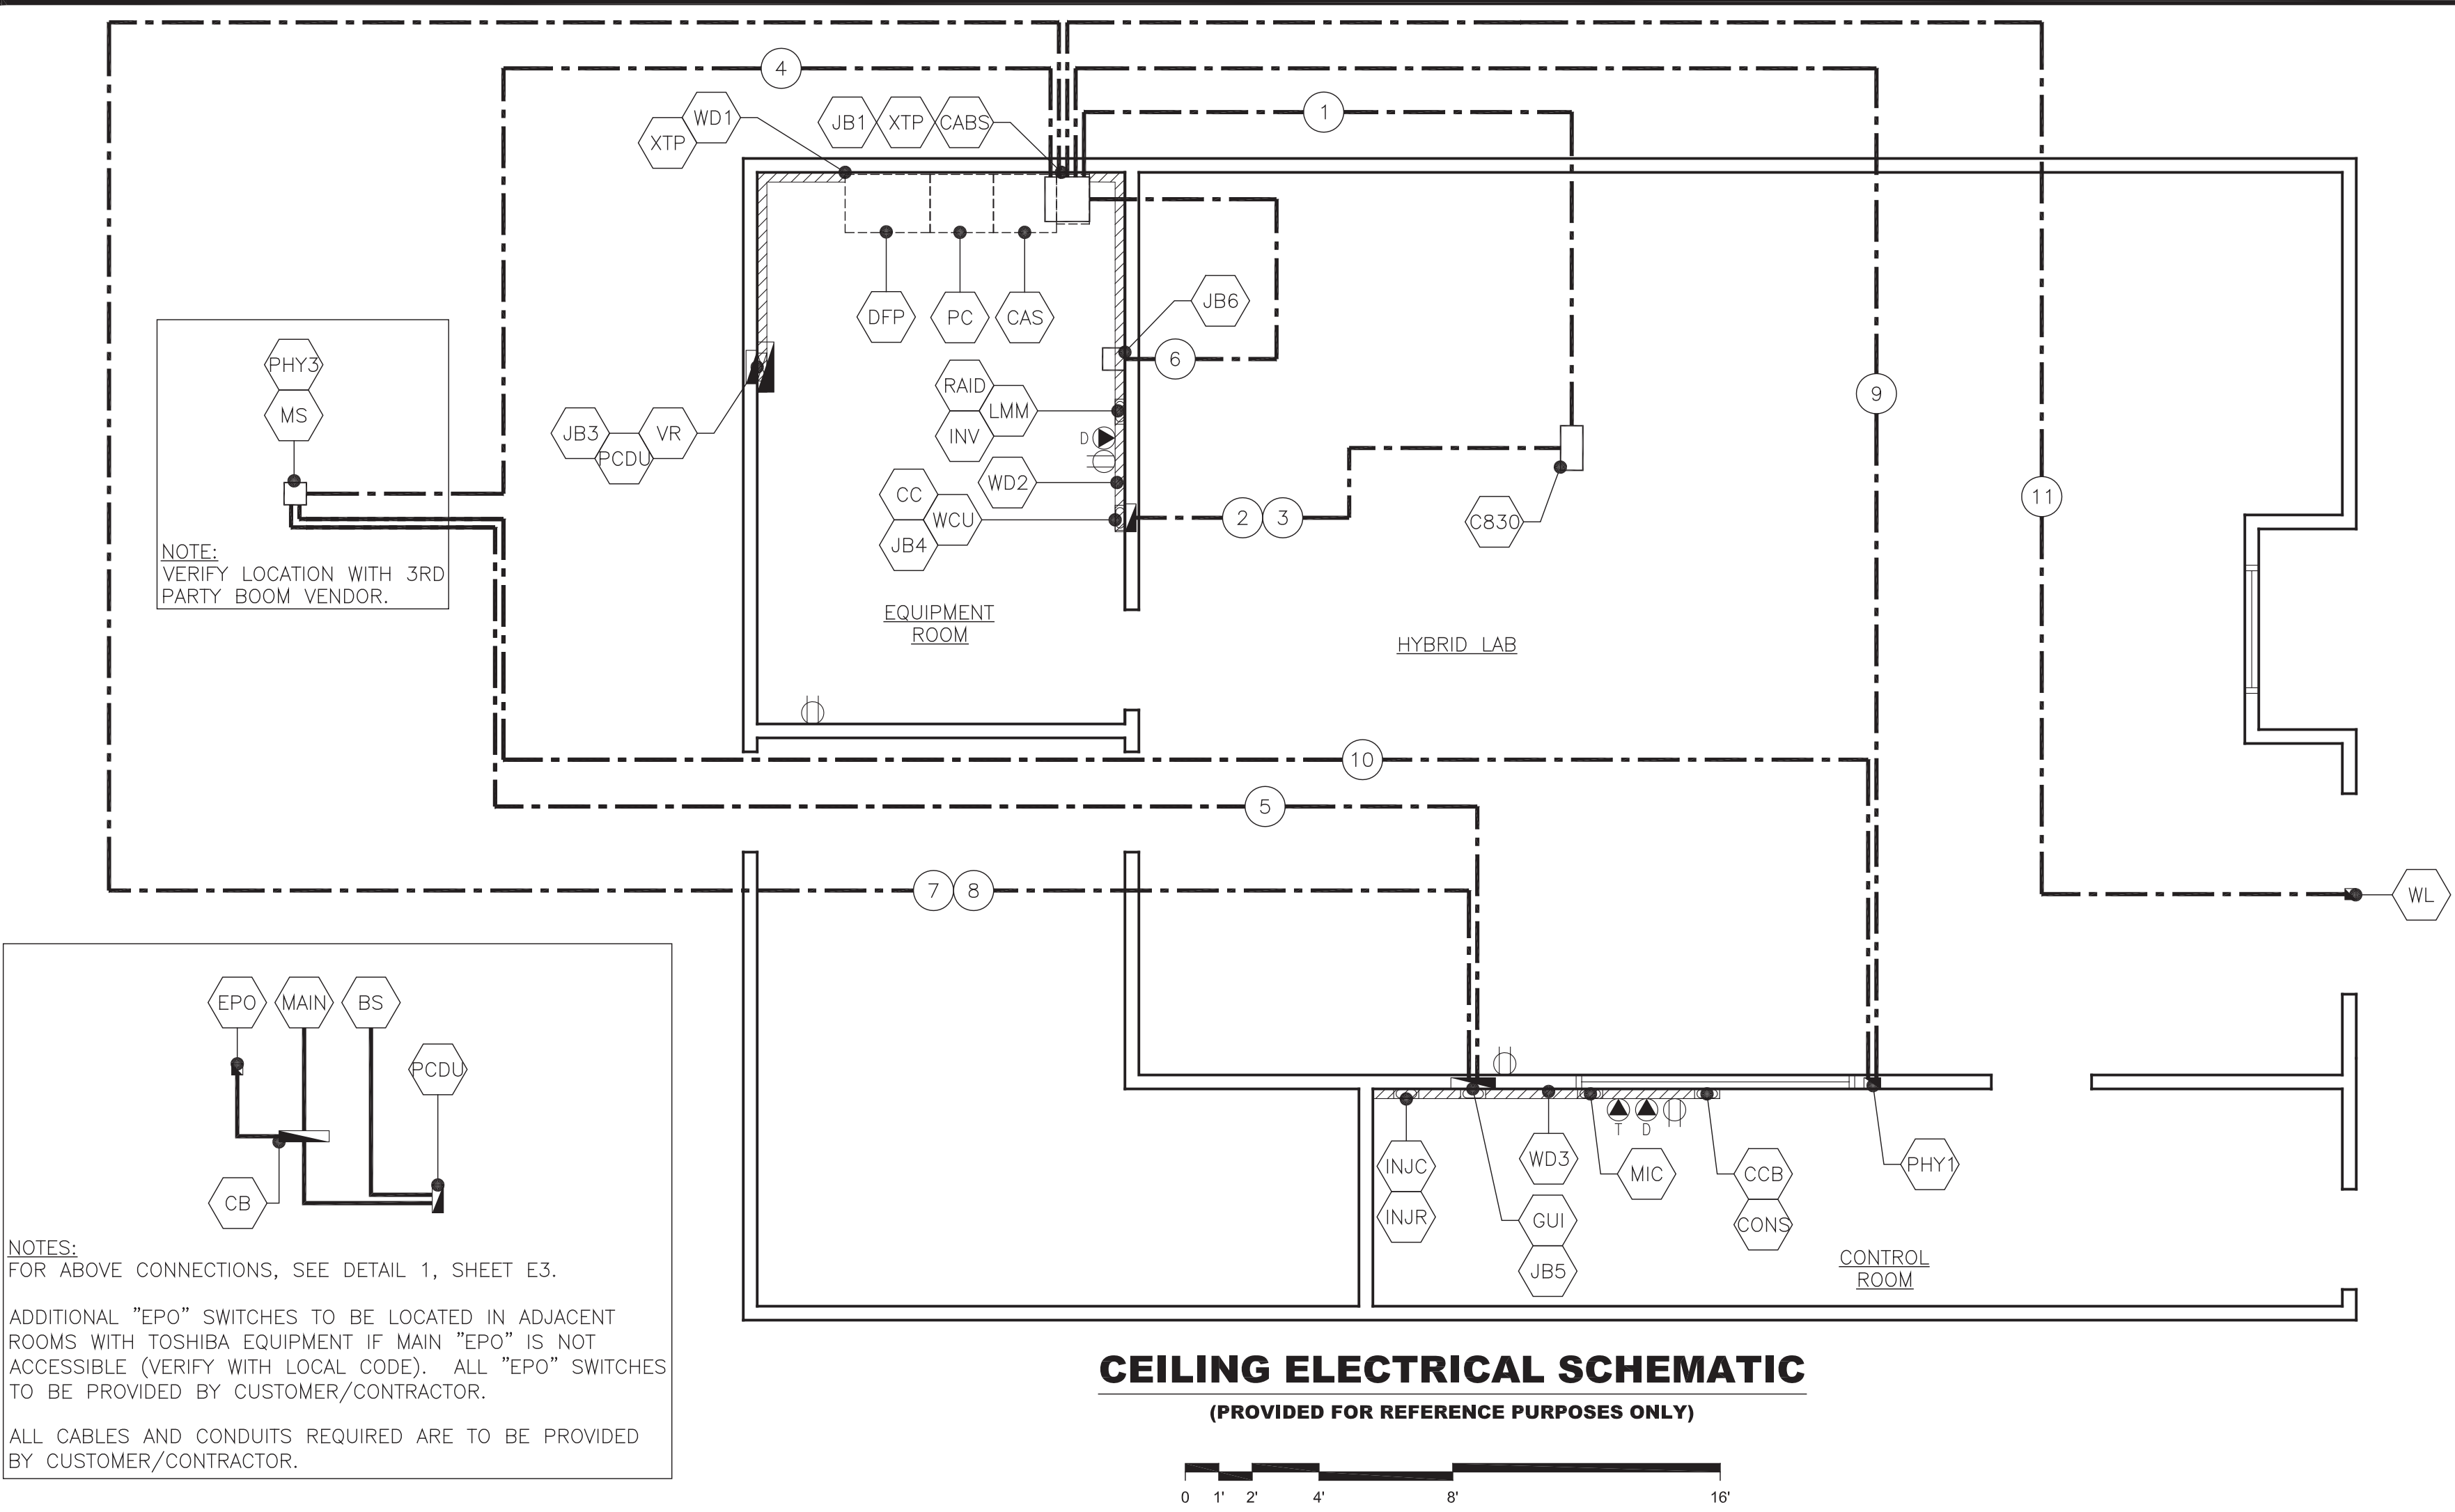 4
1
WD1
XTP
JB1
XTP
CABS
DFP
PC
CAS
JB6
6
PHY3
MS
RAID
LMM
INV
D
JB3
VR
PCDU
9
CC
WD2
WCU
JB4
2
3
C830
11
NOTE:
VERIFY LOCATION WITH 3RD
PARTY BOOM VENDOR.
EQUIPMENT
ROOM
HYBRID LAB
10
5
7
8
WL
EPO
MAIN
BS
PCDU
CB
T
D
INJC
INJR
WD3
MIC
CCB
CONS
PHY1
GUI
JB5
CONTROL
ROOM
NOTES:
FOR ABOVE CONNECTIONS, SEE DETAIL 1, SHEET E3.
ADDITIONAL "EPO" SWITCHES TO BE LOCATED IN ADJACENT
ROOMS WITH TOSHIBA EQUIPMENT IF MAIN "EPO" IS NOT
ACCESSIBLE (VERIFY WITH LOCAL CODE). ALL "EPO" SWITCHES
TO BE PROVIDED BY CUSTOMER/CONTRACTOR.
ALL CABLES AND CONDUITS REQUIRED ARE TO BE PROVIDED
BY CUSTOMER/CONTRACTOR.
CEILING ELECTRICAL SCHEMATIC
(PROVIDED FOR REFERENCE PURPOSES ONLY)
0 1' 2' 4' 8' 16'